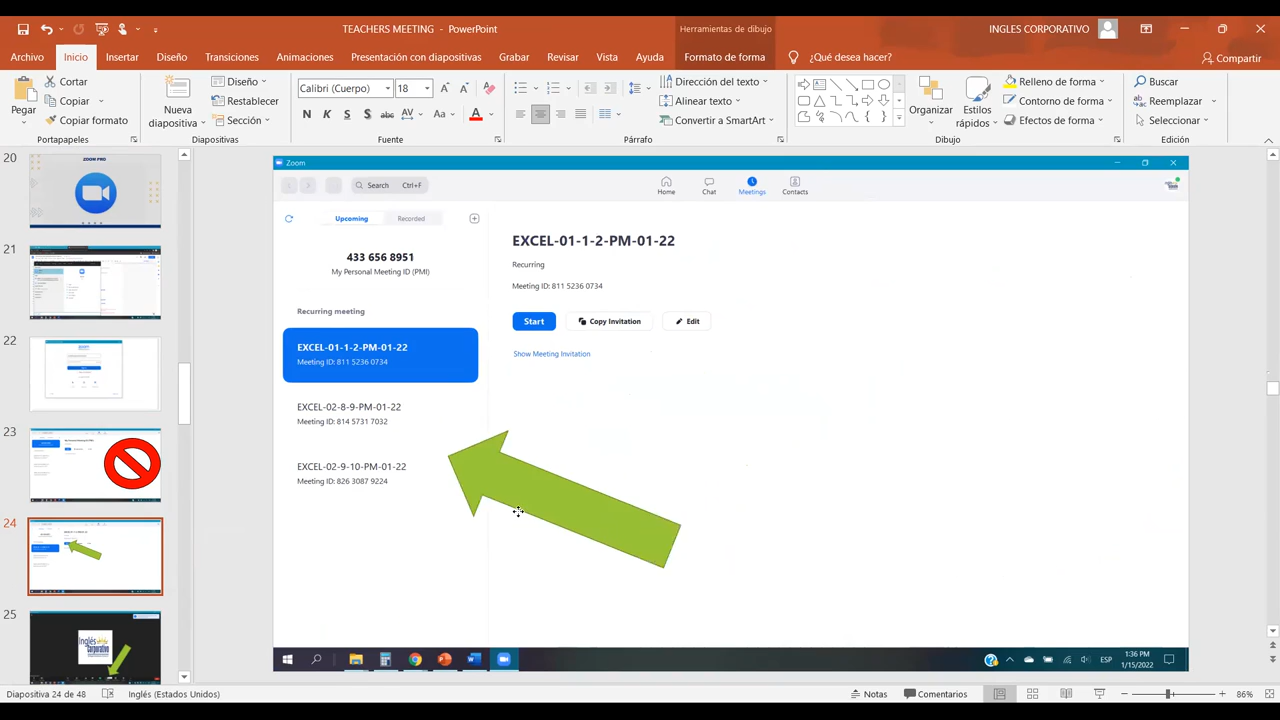 TEACHERS MEETING - PowerPoint
Herramientas de dibujo
INGLES CORPORATIVO
Archivo
Inicio
Insertar
Diseño
Transiciones
Animaciones
Presentación con diapositivas
Grabar
Revisar
Vista
Ayuda
Formato de forma
¿Qué desea hacer?
Compartir
Pegar
Cortar
Copiar
Copiar formato
Portapapeles
Nueva
diapositiva
Diseño
Restablecer
Sección
Diapositivas
Calibri (Cuerpo)
18
N
K
S
S
abc
AV
Aa
A
Fuente
Dirección del texto
Alinear texto
Convertir a SmartArt
Párrafo
Organizar
Estilos
rápidos
Relleno de forma
Contorno de forma
Efectos de forma
Dibujo
Buscar
Reemplazar
Seleccionar
Edición
20
ZOOM PRO
21
22
23
24
25
Inglés
Corporativo
Zoom
Search
Ctrl+F
Home
Chat
Meetings
Contacts
Upcoming
Recorded
433 656 8951
My Personal Meeting ID (PMI)
Recurring meeting
EXCEL-01-1-2-PM-01-22
Meeting ID: 811 5236 0734
EXCEL-02-8-9-PM-01-22
Meeting ID: 814 5731 7032
EXCEL-02-9-10-PM-01-22
Meeting ID: 826 3087 9224
EXCEL-01-1-2-PM-01-22
Recurring
Meeting ID: 811 5236 0734
Start
Copy Invitation
Edit
Show Meeting Invitation
ESP
1:36 PM
1/15/2022
Diapositiva 24 de 48
Inglés (Estados Unidos)
Notas
Comentarios
86%